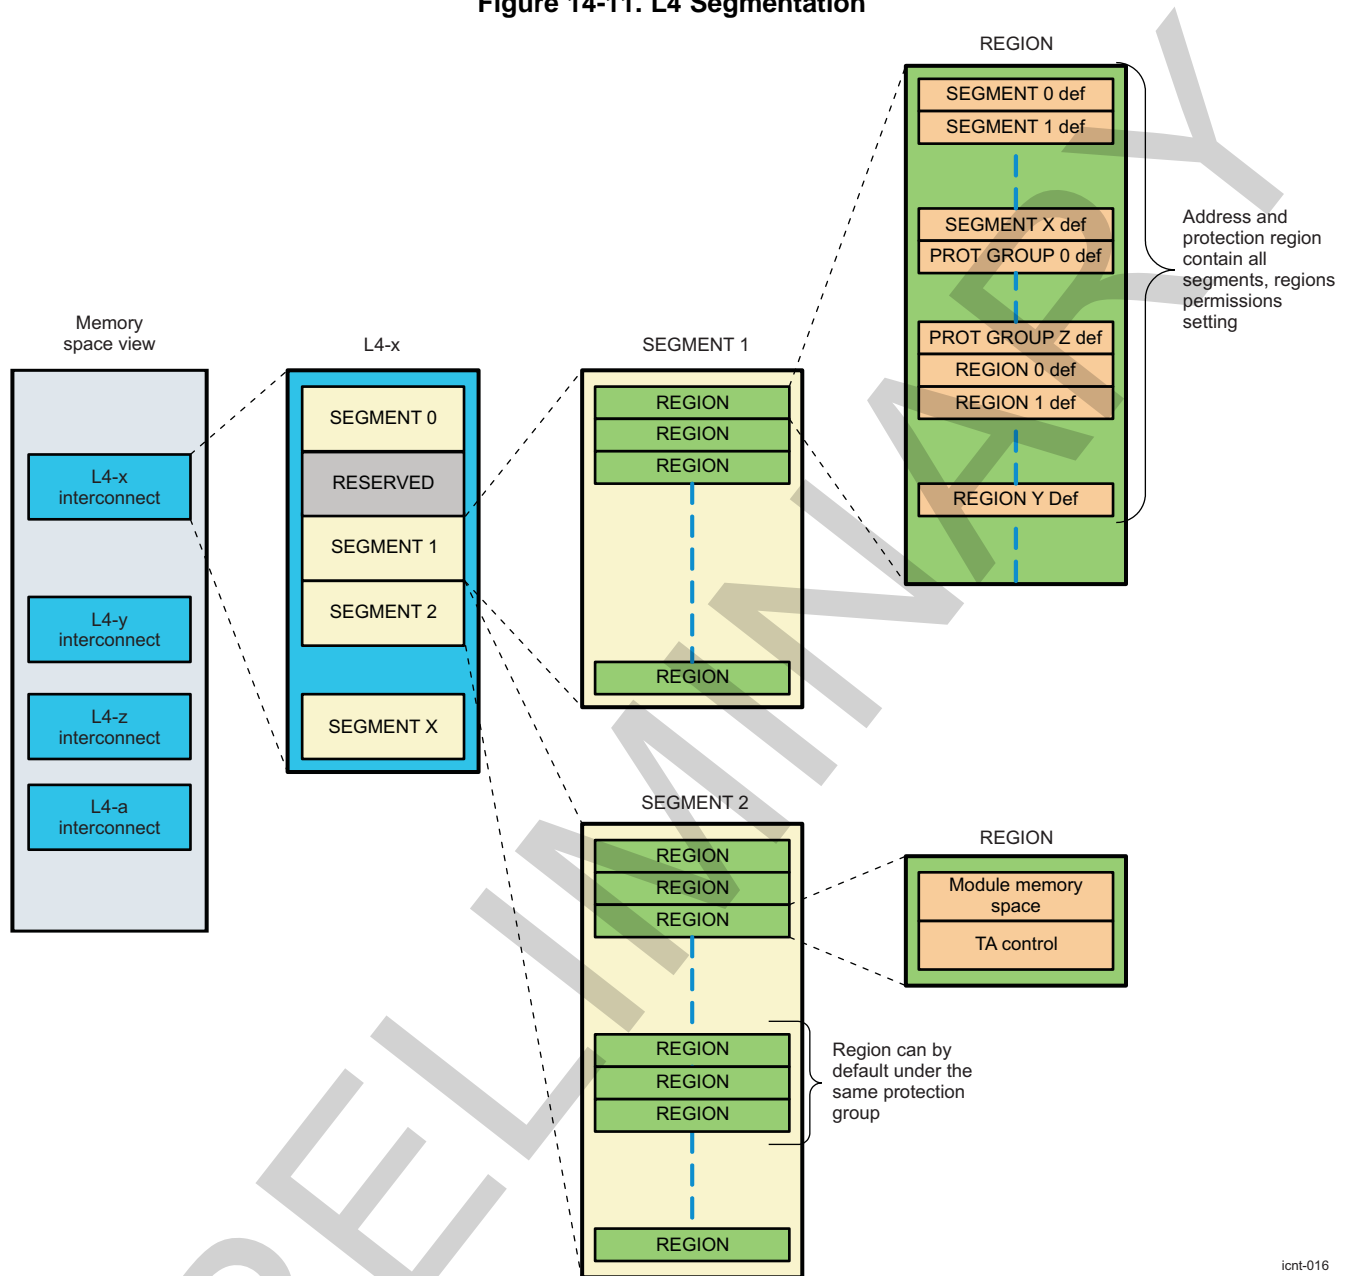 Figure 14-11. L4 Segmentation
REGION
SEGMENT 0 def
SEGMENT 1 def
SEGMENT X def
PROT GROUP 0 def
PROT GROUP Z def
REGION 0 def
REGION 1 def
REGION Y Def
Address and
protection region
contain all
segments, regions
permissions
setting
Memory
space view
L4-x
interconnect
L4-y
interconnect
L4-z
interconnect
L4-a
interconnect
L4-x
SEGMENT 0
RESERVED
SEGMENT 1
SEGMENT 2
SEGMENT X
SEGMENT 1
REGION
REGION
REGION
REGION
SEGMENT 2
REGION
REGION
REGION
REGION
REGION
REGION
REGION
REGION
Module memory
space
TA control
Region can by
default under the
same protection
group
icnt-016
PRELIMINARY